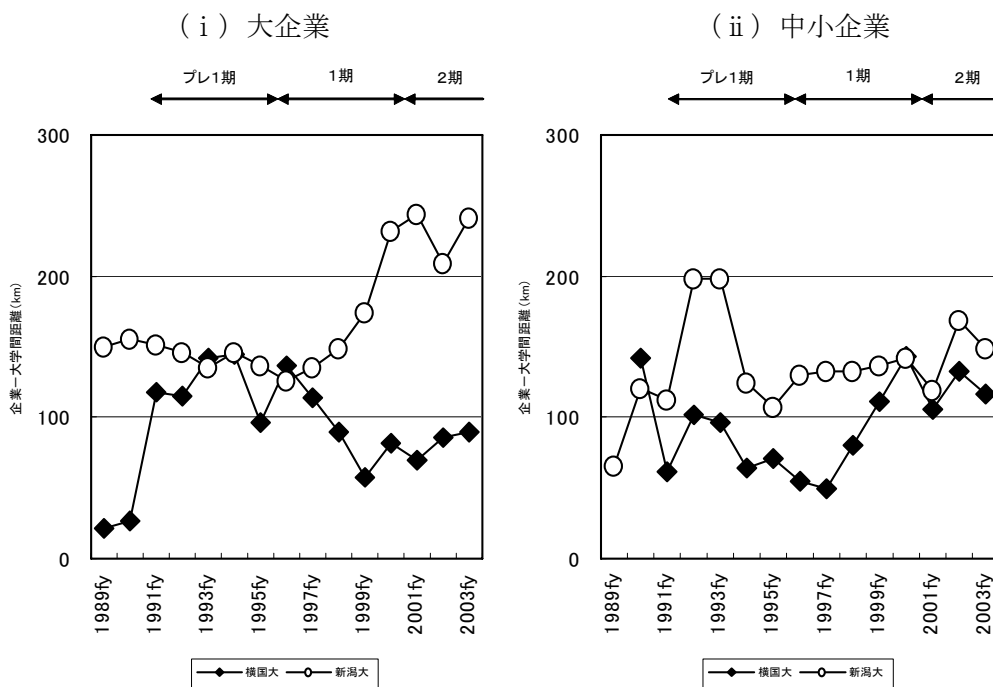 (ⅰ) 大企業
プレ1期 1期 2期
300
200
100
0
企業－大学間距離(km)
1989fy 1991fy 1993fy 1995fy 1997fy 1999fy 2001fy 2003fy
横国大 新潟大
(ⅱ) 中小企業
プレ1期 1期 2期
300
200
100
0
企業－大学間距離(km)
1989fy 1991fy 1993fy 1995fy 1997fy 1999fy 2001fy 2003fy
横国大 新潟大